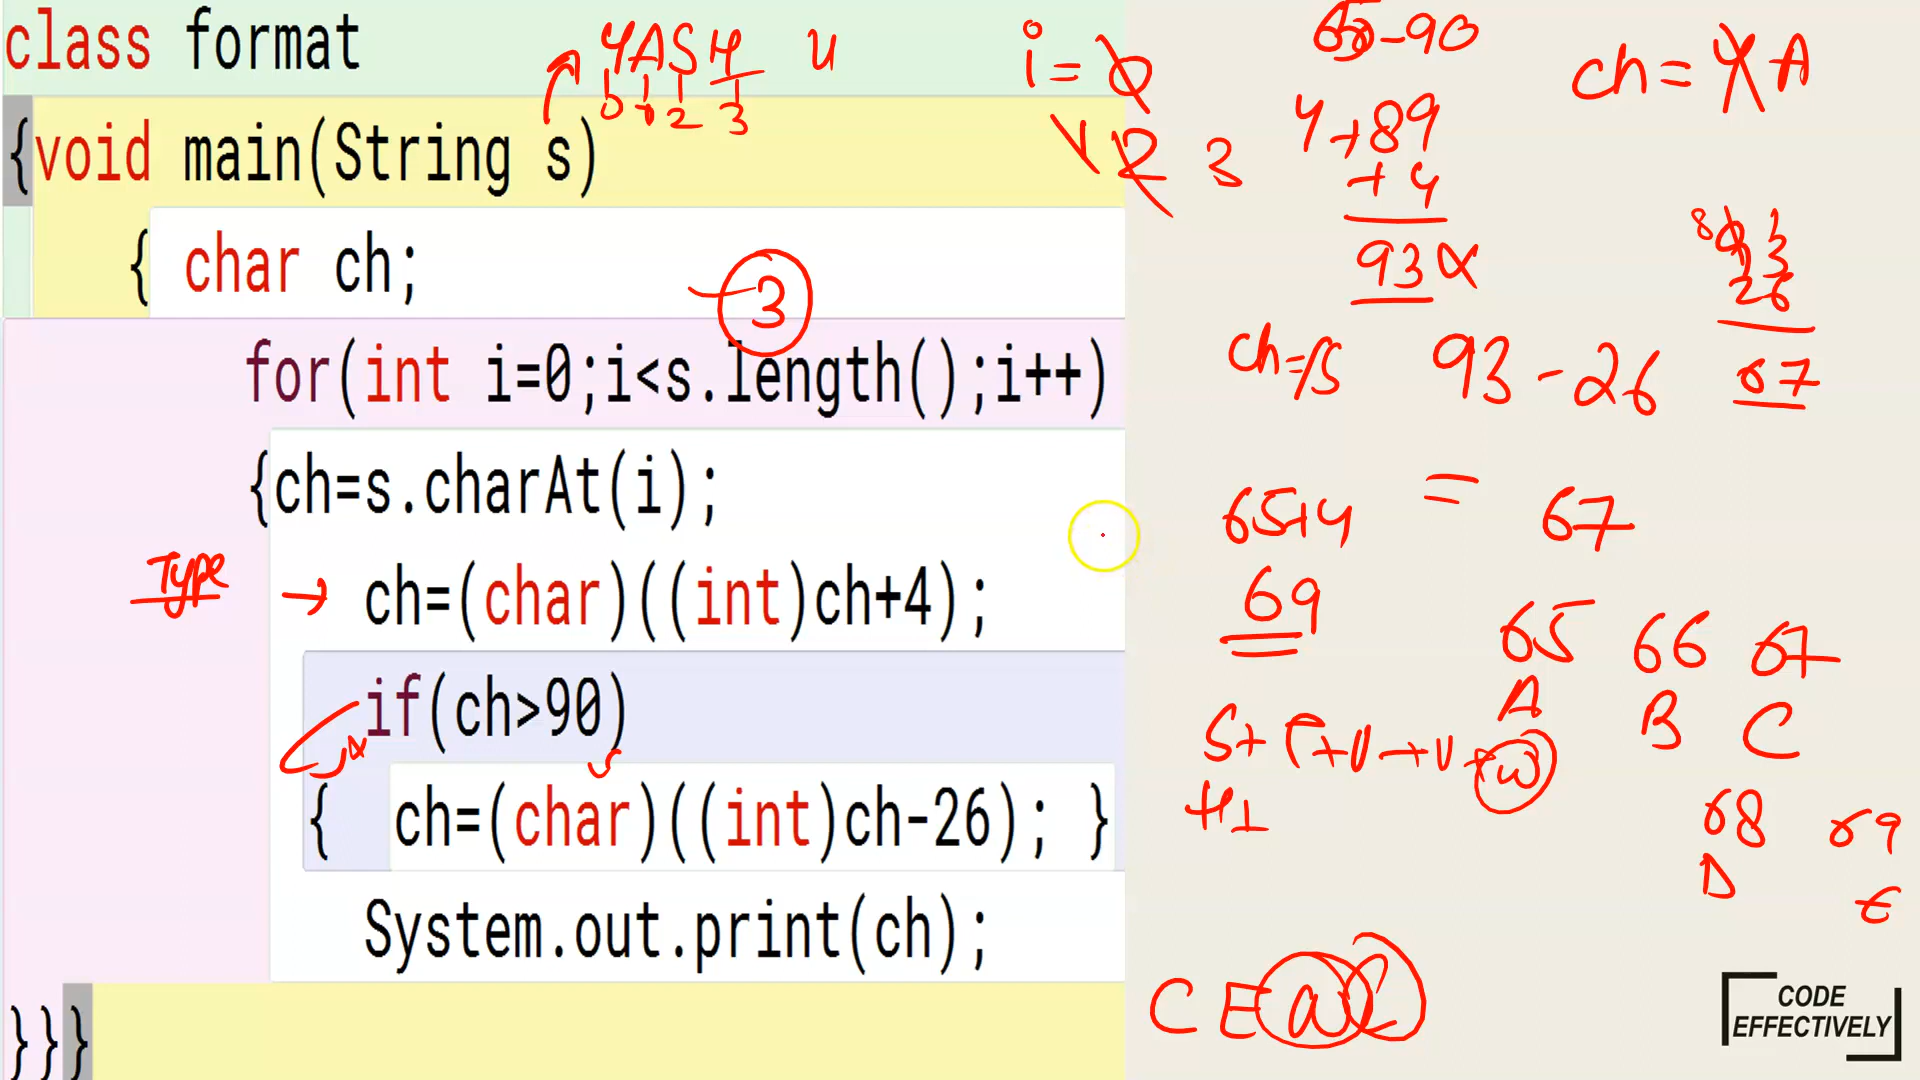 class format
{void main(String s)
{ char ch;
for(int i=0;i<s.length();i++)
{ch=s.charAt(i);
ch=(char)((int)ch+4);
if(ch>90)
{ ch=(char)((int)ch-26); }
System.out.print(ch);
}}}
YASH 4
0 1 2 3
3
Type →
i = 0
1 2 3
65-90
Y+89
+4
93
ch = Y A
93
26
67
ch = S
93 - 26
65+4 = 67
69
65 66 67
A B C
S+T+U+V+W
H
68 69
D E
C E W L
CODE
EFFECTIVELY